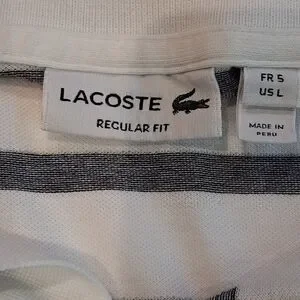 LACOSTE
REGULAR FIT
FR 5
US L
MADE IN
PERU